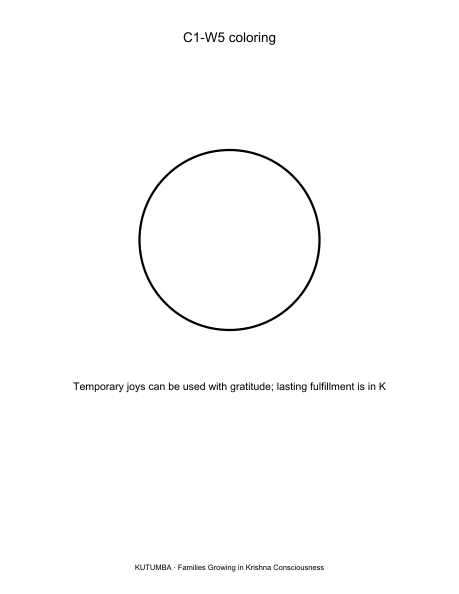 C1-W5 coloring
Temporary joys can be used with gratitude; lasting fulfillment is in K
KUTUMBA · Families Growing in Krishna Consciousness